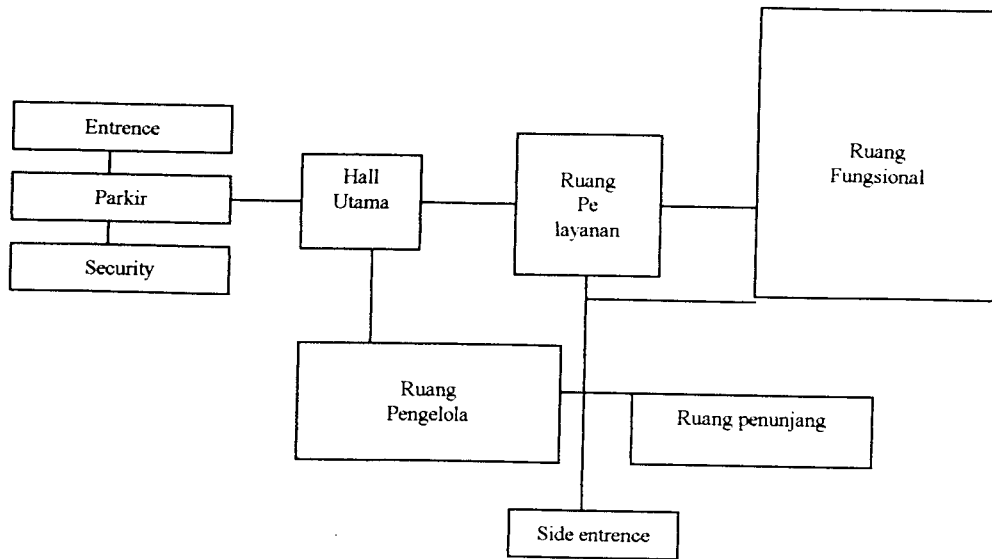 Entrence
Parkir
Security
Hall
Utama
Ruang
Pe
layanan
Ruang
Fungsional
Ruang
Pengelola
Ruang penunjang
Side entrence